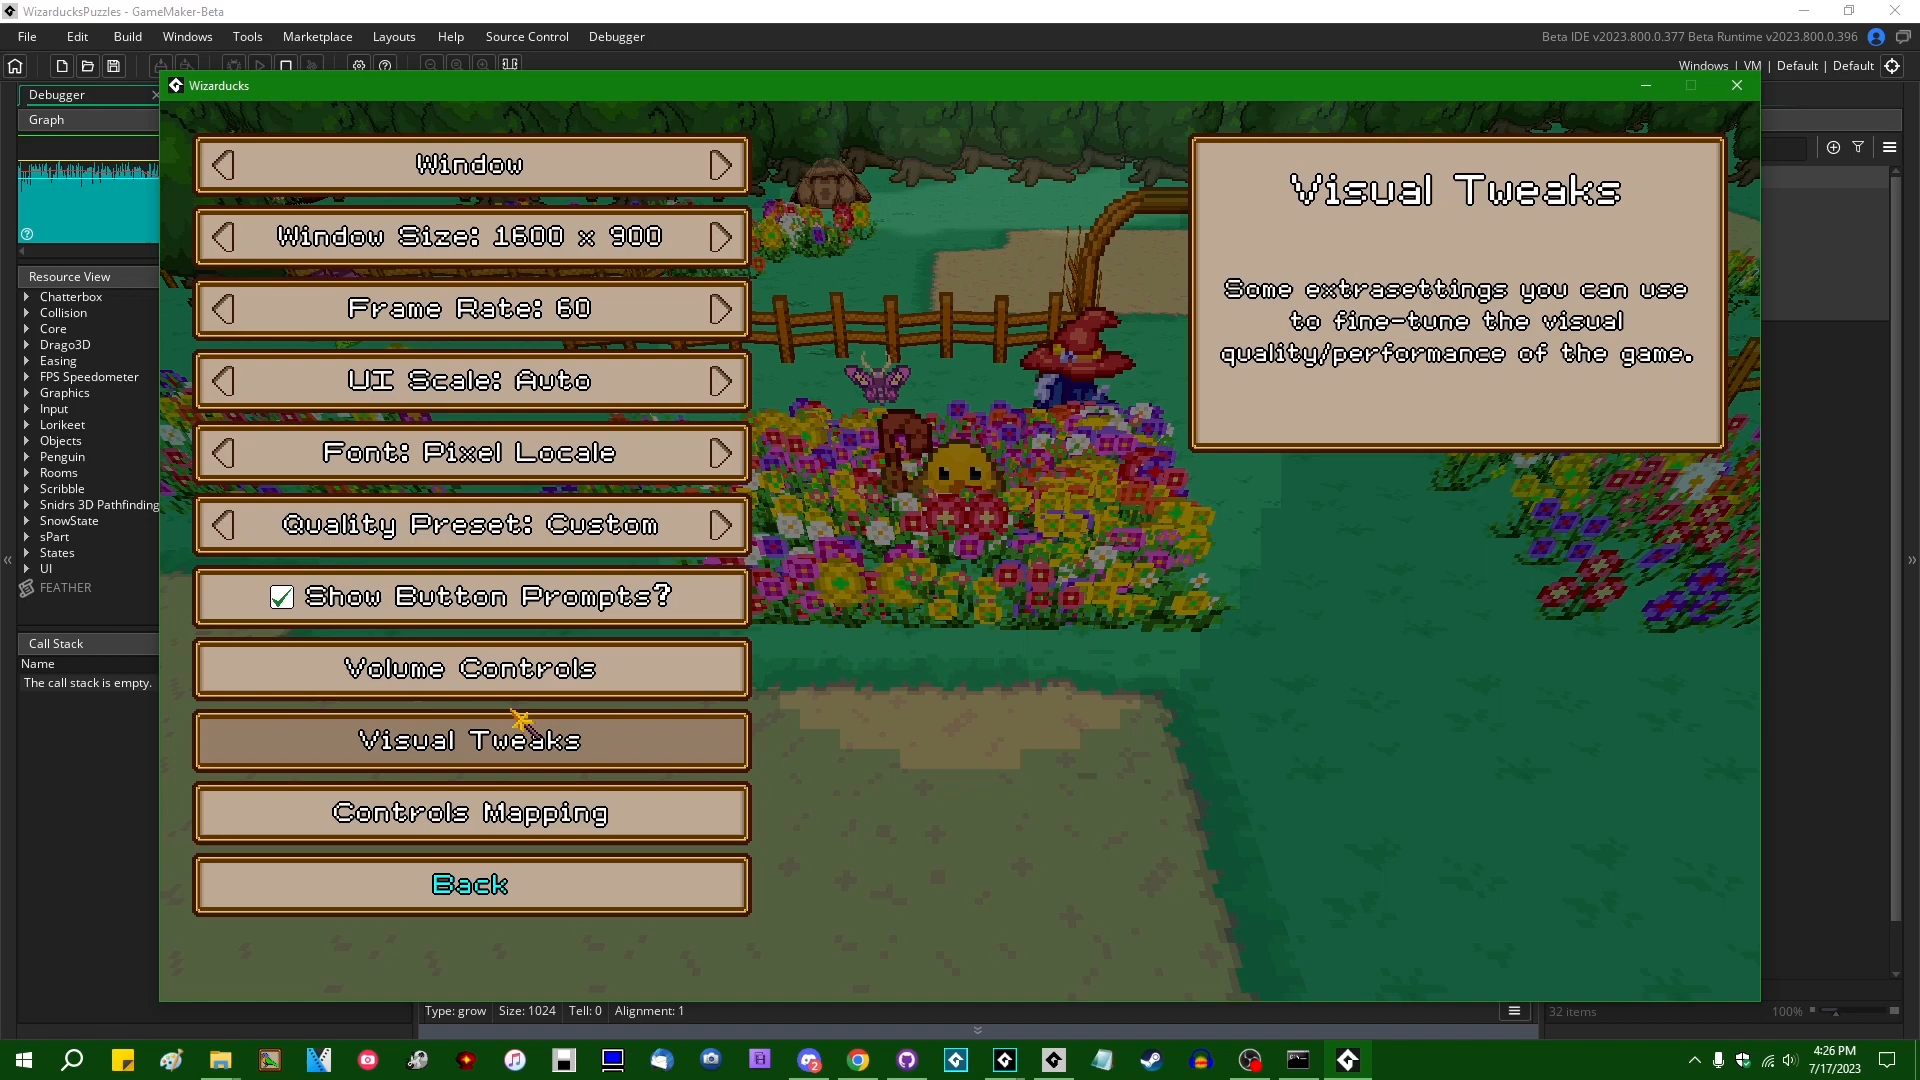 WizarducksPuzzles - GameMaker-Beta
File Edit Build Windows Tools Marketplace Layouts Help Source Control Debugger
Beta IDE v2023.800.0.377 Beta Runtime v2023.800.0.396
Windows | VM | Default | Default
Debugger
Graph
Resource View
Chatterbox
Collision
Core
Drago3D
Easing
FPS Speedometer
Graphics
Input
Lorikeet
Objects
Penguin
Rooms
Scribble
Snidrs 3D Pathfinding
SnowState
sPart
States
UI
FEATHER
Call Stack
Name
The call stack is empty.
Wizarducks
Window
Window Size: 1600 x 900
Frame Rate: 60
UI Scale: Auto
Font: Pixel Locale
Quality Preset: Custom
Show Button Prompts?
Volume Controls
Visual Tweaks
Controls Mapping
Back
Visual Tweaks
Some extrasettings you can use
to fine-tune the visual
quality/performance of the game.
Type: grow Size: 1024 Tell: 0 Alignment: 1
32 items 100%
2
4:26 PM
7/17/2023